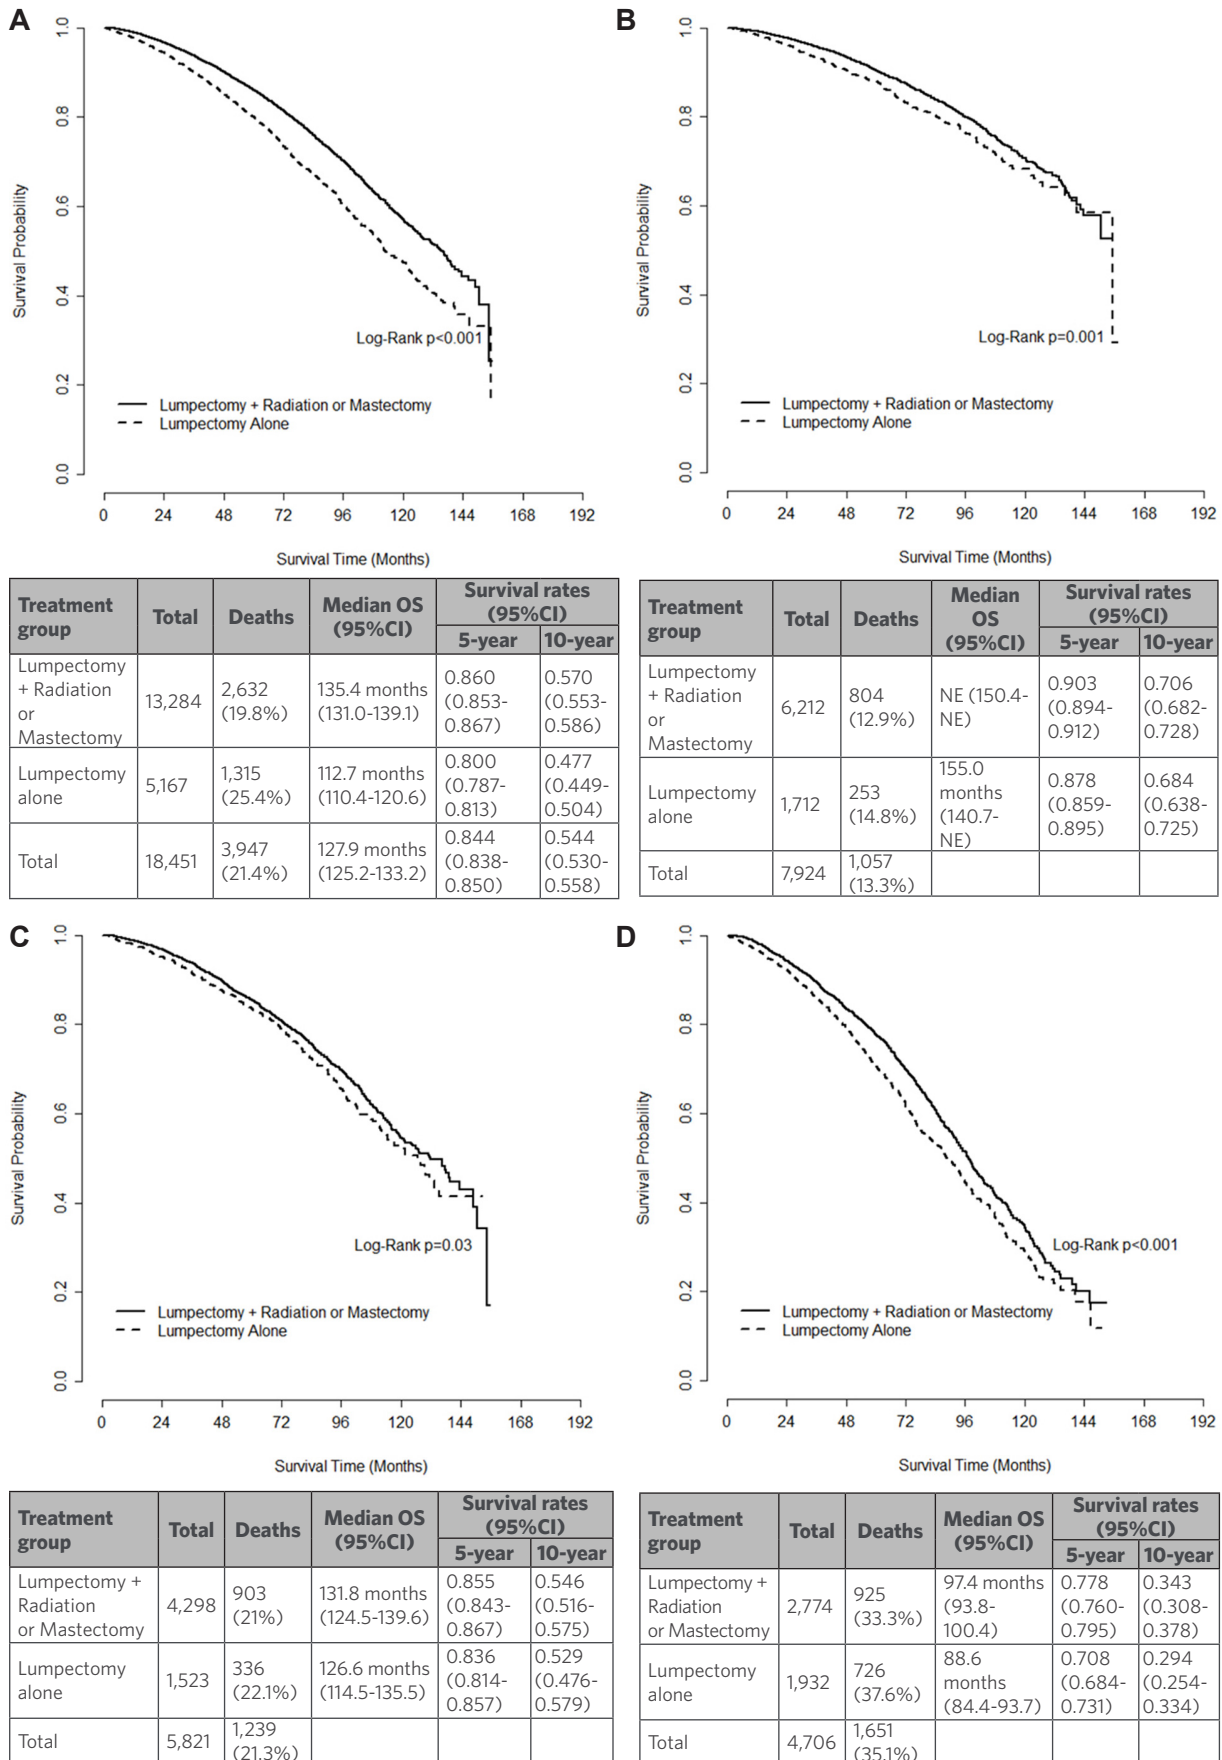 A
1.0
0.8
0.6
0.4
0.2
0.0
Survival Probability
Log-Rank p<0.001
Lumpectomy + Radiation or Mastectomy
Lumpectomy Alone
0 24 48 72 96 120 144 168 192
Survival Time (Months)
Treatment group Total Deaths Median OS (95%CI) Survival rates (95%CI)
5-year 10-year
Lumpectomy + Radiation or Mastectomy 13,284 2,632 (19.8%) 135.4 months (131.0-139.1) 0.860 (0.853-0.867) 0.570 (0.553-0.586)
Lumpectomy alone 5,167 1,315 (25.4%) 112.7 months (110.4-120.6) 0.800 (0.787-0.813) 0.477 (0.449-0.504)
Total 18,451 3,947 (21.4%) 127.9 months (125.2-133.2) 0.844 (0.838-0.850) 0.544 (0.530-0.558)
B
1.0
0.8
0.6
0.4
0.2
0.0
Survival Probability
Log-Rank p=0.001
Lumpectomy + Radiation or Mastectomy
Lumpectomy Alone
0 24 48 72 96 120 144 168 192
Survival Time (Months)
Treatment group Total Deaths Median OS (95%CI) Survival rates (95%CI)
5-year 10-year
Lumpectomy + Radiation or Mastectomy 6,212 804 (12.9%) NE (150.4-NE) 0.903 (0.894-0.912) 0.706 (0.682-0.728)
Lumpectomy alone 1,712 253 (14.8%) 155.0 months (140.7-NE) 0.878 (0.859-0.895) 0.684 (0.638-0.725)
Total 7,924 1,057 (13.3%)
C
1.0
0.8
0.6
0.4
0.2
0.0
Survival Probability
Log-Rank p=0.03
Lumpectomy + Radiation or Mastectomy
Lumpectomy Alone
0 24 48 72 96 120 144 168 192
Survival Time (Months)
Treatment group Total Deaths Median OS (95%CI) Survival rates (95%CI)
5-year 10-year
Lumpectomy + Radiation or Mastectomy 4,298 903 (21%) 131.8 months (124.5-139.6) 0.855 (0.843-0.867) 0.546 (0.516-0.575)
Lumpectomy alone 1,523 336 (22.1%) 126.6 months (114.5-135.5) 0.836 (0.814-0.857) 0.529 (0.476-0.579)
Total 5,821 1,239 (21.3%)
D
1.0
0.8
0.6
0.4
0.2
0.0
Survival Probability
Log-Rank p<0.001
Lumpectomy + Radiation or Mastectomy
Lumpectomy Alone
0 24 48 72 96 120 144 168 192
Survival Time (Months)
Treatment group Total Deaths Median OS (95%CI) Survival rates (95%CI)
5-year 10-year
Lumpectomy + Radiation or Mastectomy 2,774 925 (33.3%) 97.4 months (93.8-100.4) 0.778 (0.760-0.795) 0.343 (0.308-0.378)
Lumpectomy alone 1,932 726 (37.6%) 88.6 months (84.4-93.7) 0.708 (0.684-0.731) 0.294 (0.254-0.334)
Total 4,706 1,651 (35.1%)